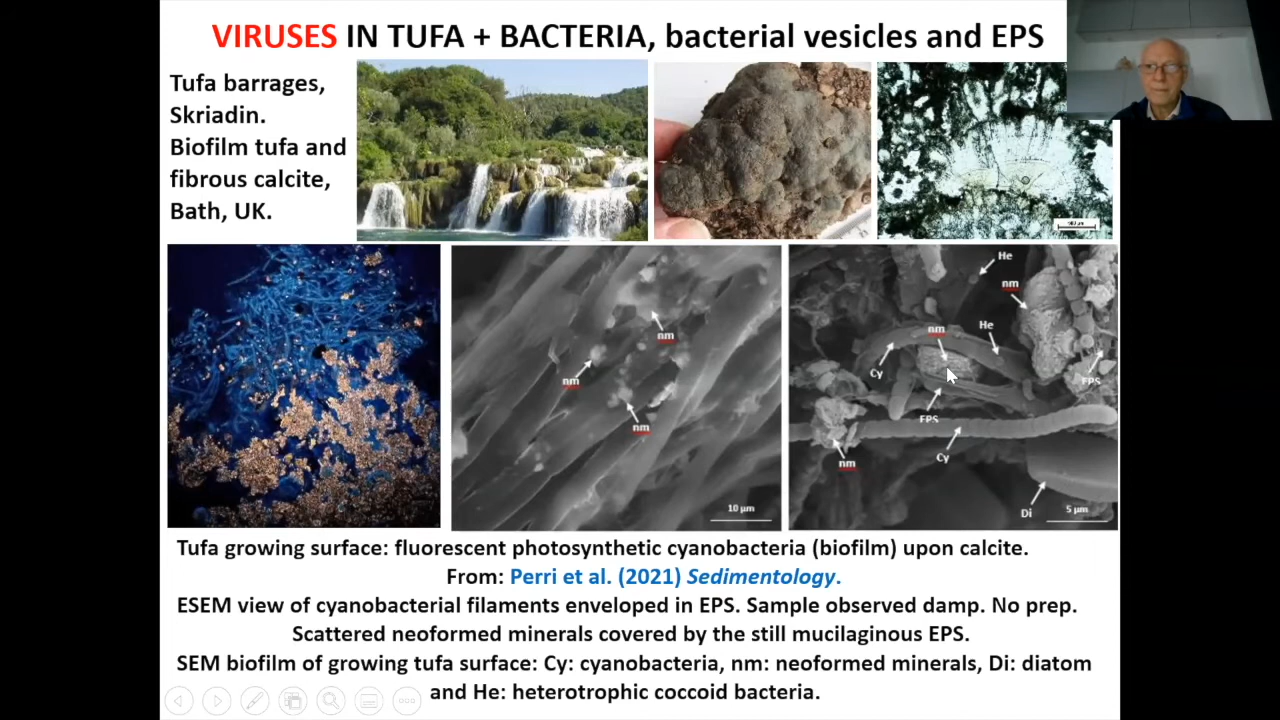 VIRUSES IN TUFA + BACTERIA, bacterial vesicles and EPS
Tufa barrages,
Skriadin.
Biofilm tufa and
fibrous calcite,
Bath, UK.
nm
nm
nm
10 µm
He
nm
nm
He
Cy
EPS
EPS
Cy
nm
Di
5 µm
Tufa growing surface: fluorescent photosynthetic cyanobacteria (biofilm) upon calcite.
From: Perri et al. (2021) Sedimentology.
ESEM view of cyanobacterial filaments enveloped in EPS. Sample observed damp. No prep.
Scattered neoformed minerals covered by the still mucilaginous EPS.
SEM biofilm of growing tufa surface: Cy: cyanobacteria, nm: neoformed minerals, Di: diatom
and He: heterotrophic coccoid bacteria.